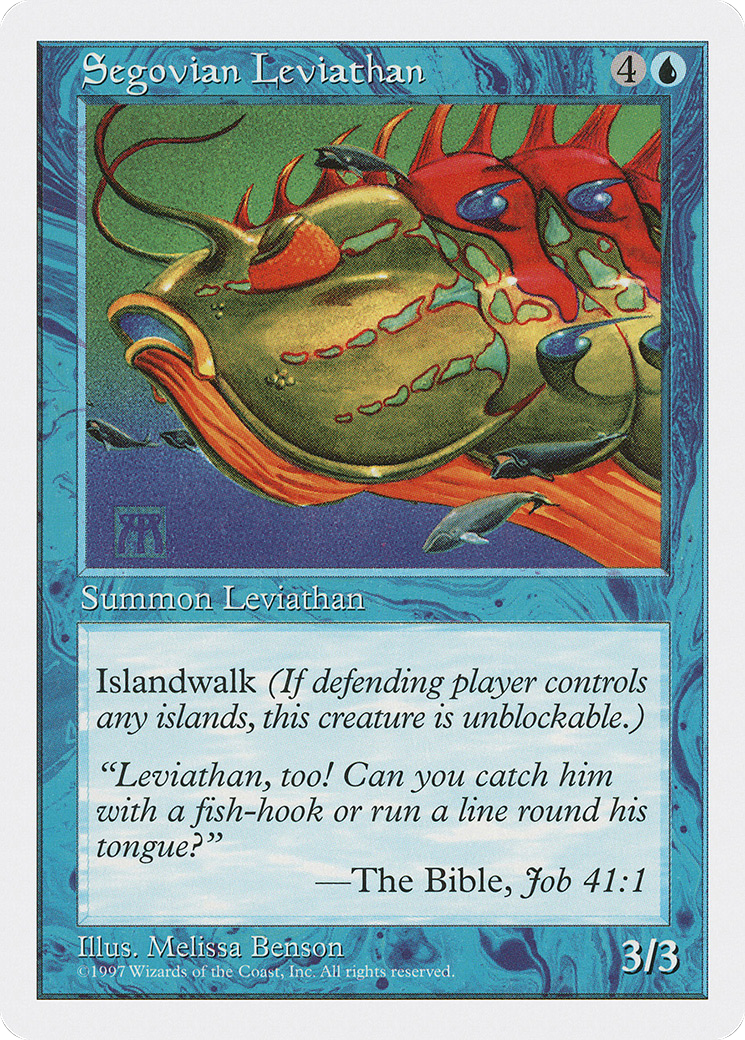 Segovian Leviathan 4
Summon Leviathan
Islandwalk (If defending player controls
any islands, this creature is unblockable.)
“Leviathan, too! Can you catch him
with a fish-hook or run a line round his
tongue?”
—The Bible, Job 41:1
Illus. Melissa Benson
3/3
©1997 Wizards of the Coast, Inc. All rights reserved.